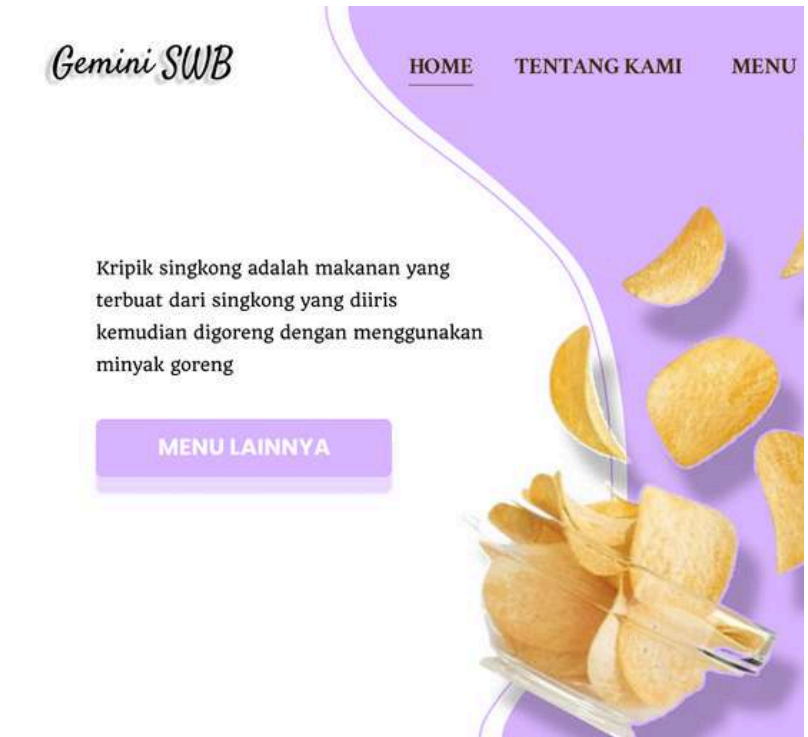 Gemini SWB
HOME TENTANG KAMI MENU
Kripik singkong adalah makanan yang
terbuat dari singkong yang diiris
kemudian digoreng dengan menggunakan
minyak goreng
MENU LAINNYA